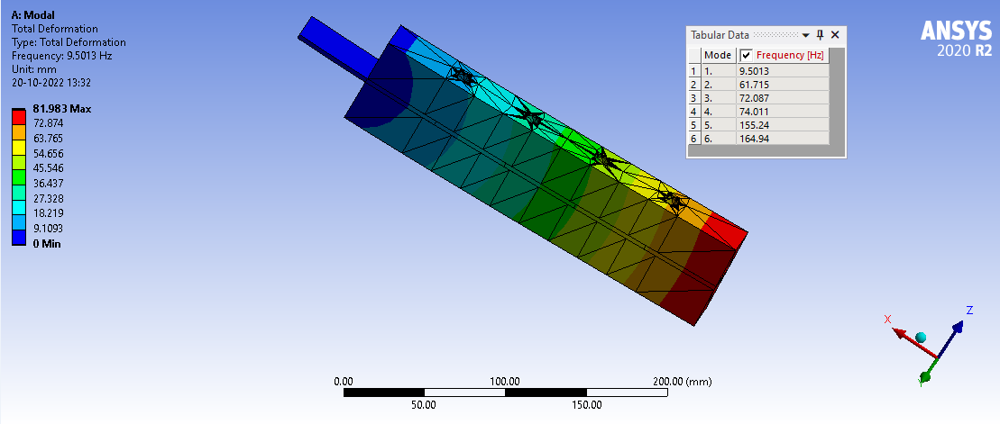 A: Modal
Total Deformation
Type: Total Deformation
Frequency: 9.5013 Hz
Unit: mm
20-10-2022 13:32
81.983 Max
72.874
63.765
54.656
45.546
36.437
27.328
18.219
9.1093
0 Min
Tabular Data
Mode Frequency [Hz]
1 1. 9.5013
2 2. 61.715
3 3. 72.087
4 4. 74.011
5 5. 155.24
6 6. 164.94
ANSYS
2020 R2
X
Z
Y
0.00 100.00 200.00 (mm)
50.00 150.00